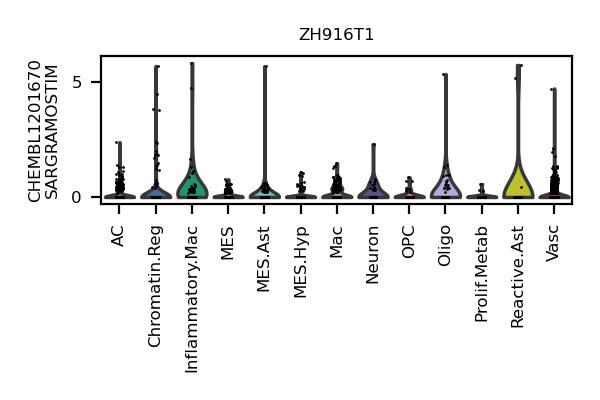 ZH916T1
CHEMBL1201670
SARGRAMOSTIM
5
0
AC
Chromatin.Reg
Inflammatory.Mac
MES
MES.Ast
MES.Hyp
Mac
Neuron
OPC
Oligo
Prolif.Metab
Reactive.Ast
Vasc